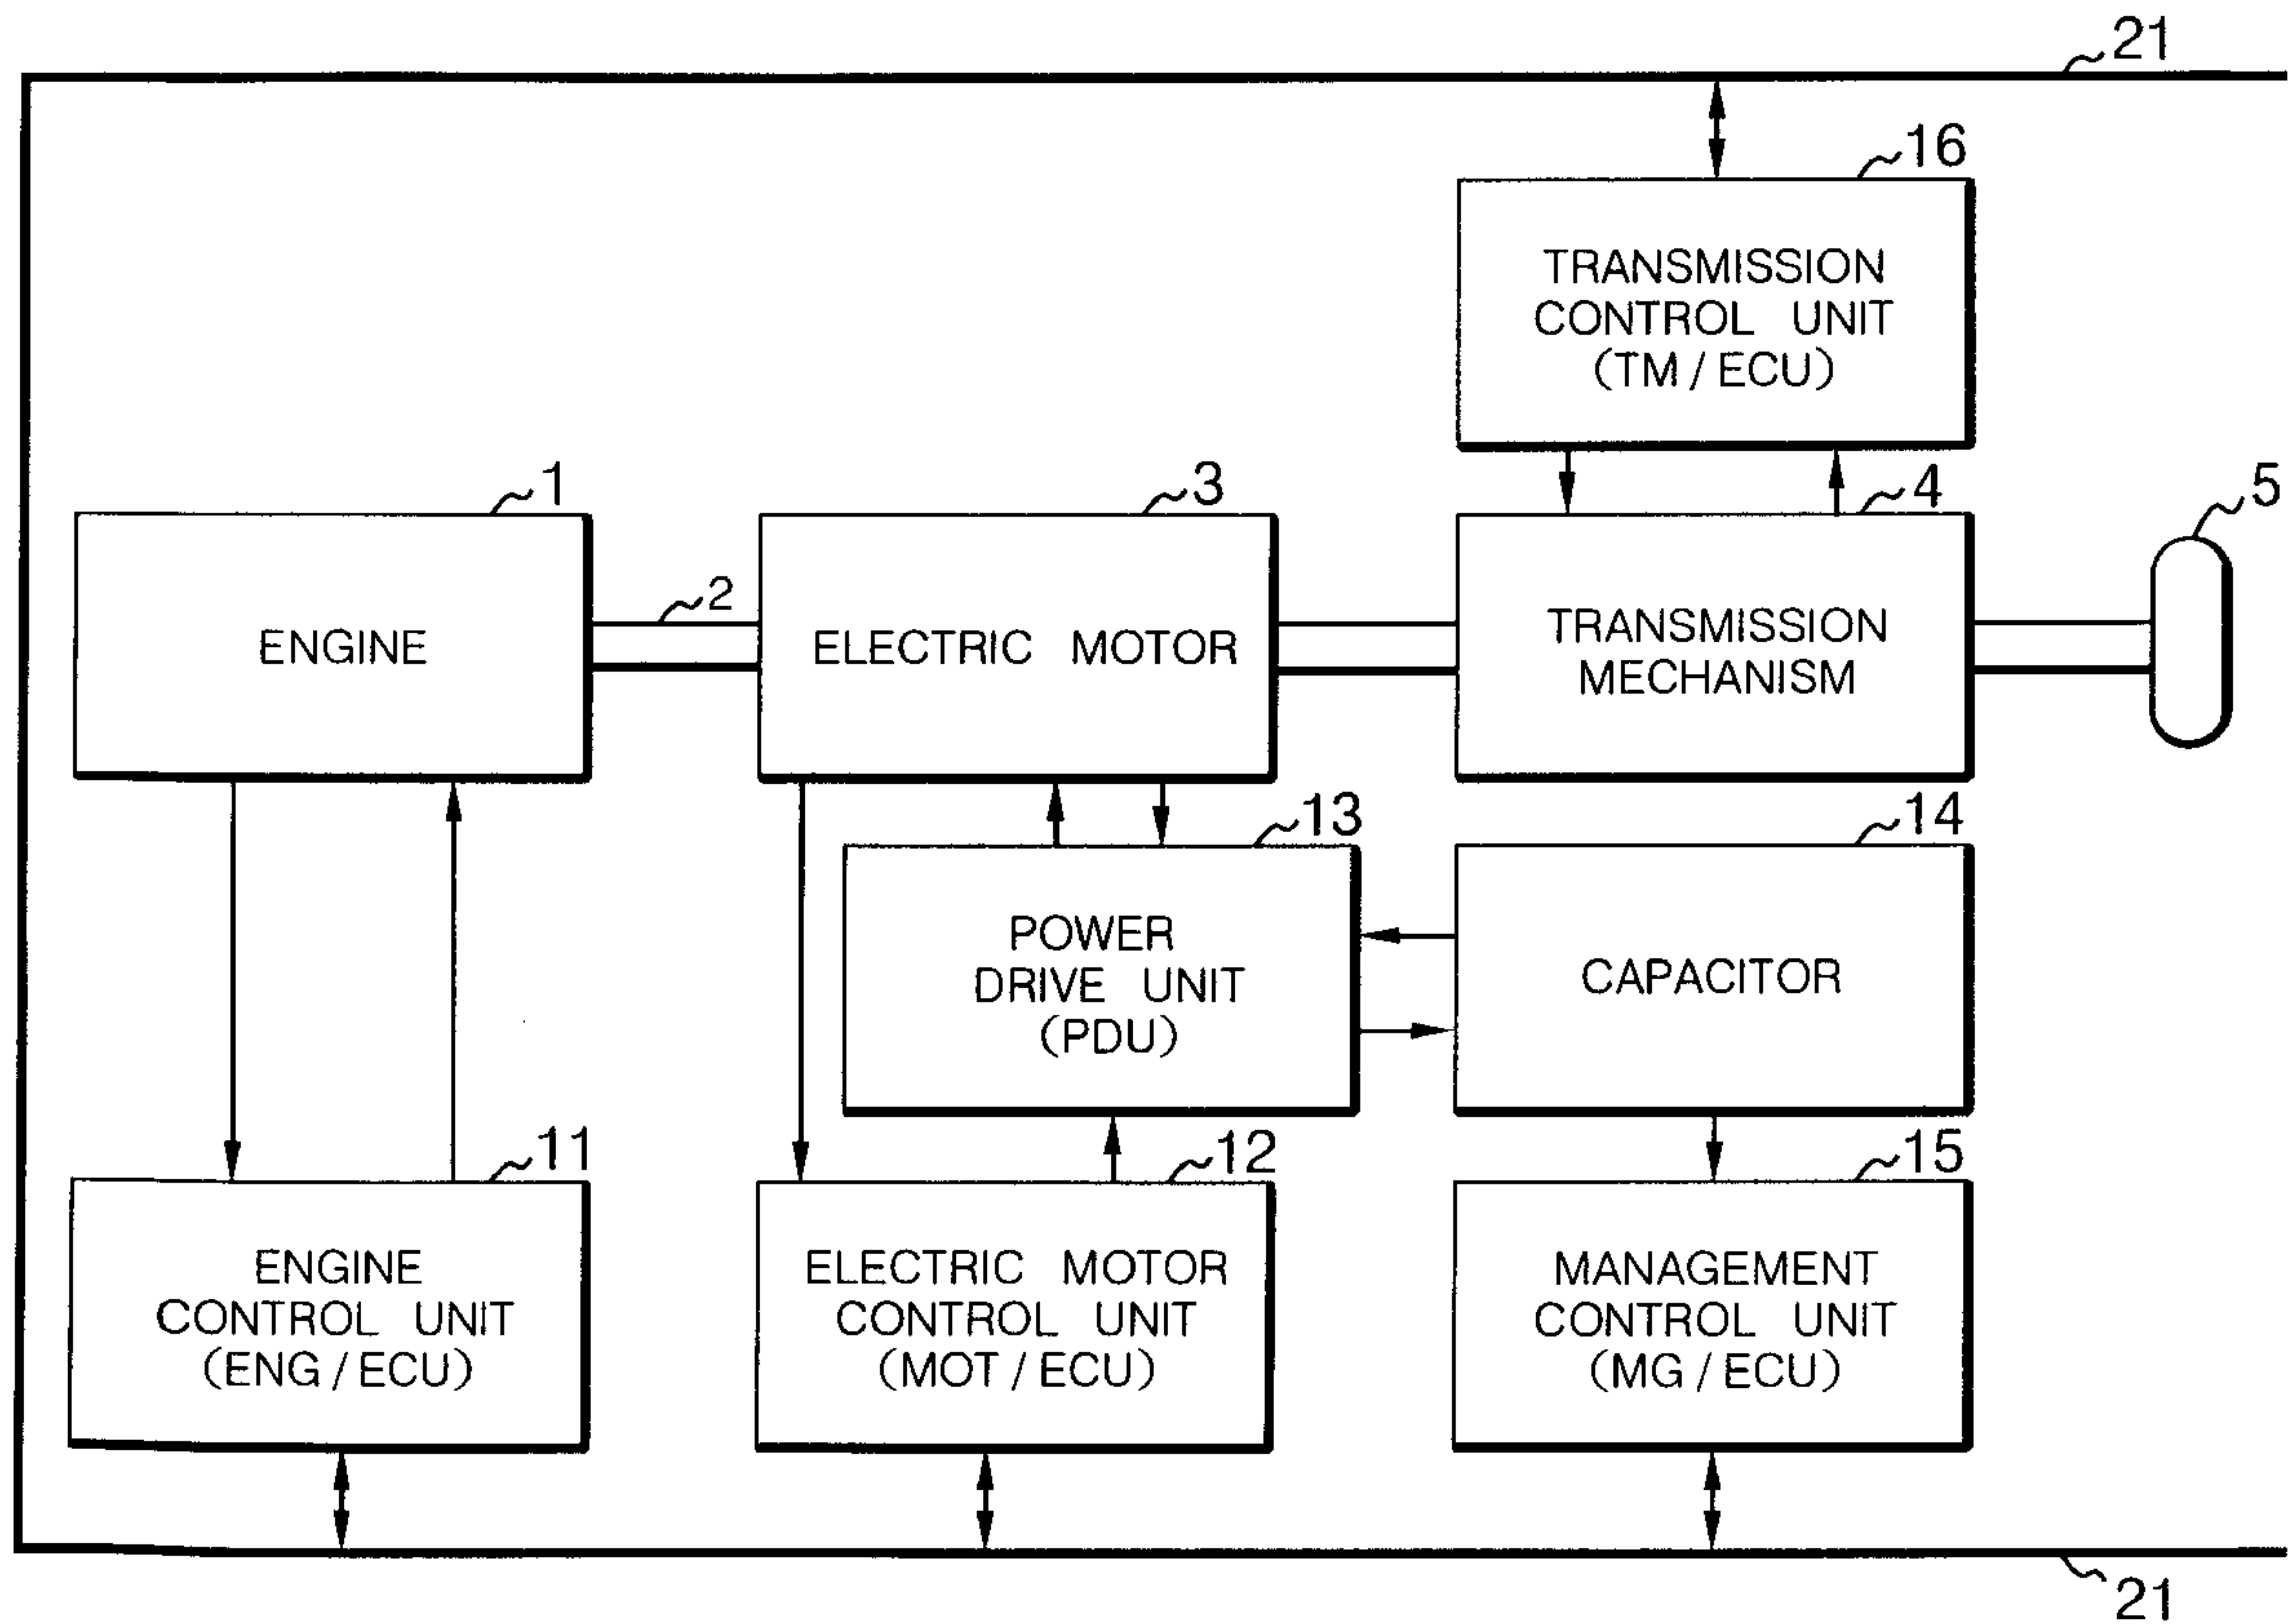 21
16
TRANSMISSION
CONTROL UNIT
(TM/ECU)
1
3
4
5
2
ENGINE
ELECTRIC MOTOR
TRANSMISSION
MECHANISM
13
14
POWER
DRIVE UNIT
(PDU)
CAPACITOR
11
12
15
ENGINE
CONTROL UNIT
(ENG/ECU)
ELECTRIC MOTOR
CONTROL UNIT
(MOT/ECU)
MANAGEMENT
CONTROL UNIT
(MG/ECU)
21